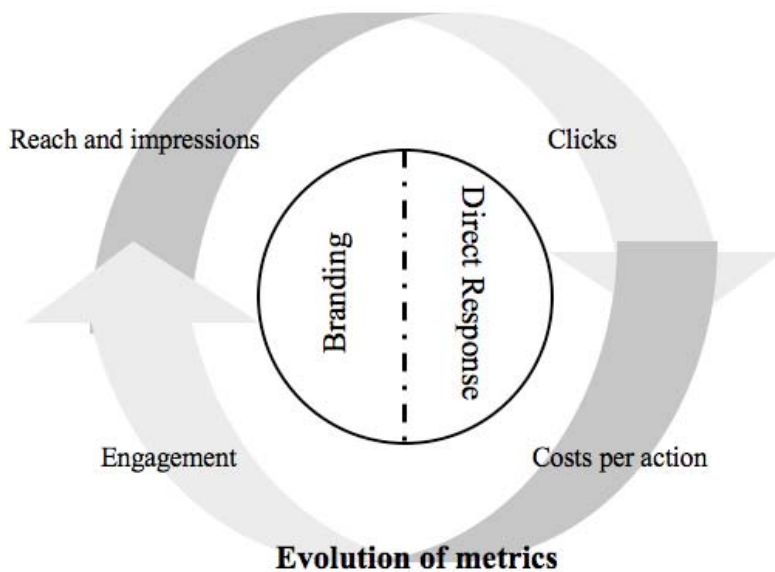 Reach and impressions
Clicks
Branding
Direct Response
Engagement
Costs per action
Evolution of metrics